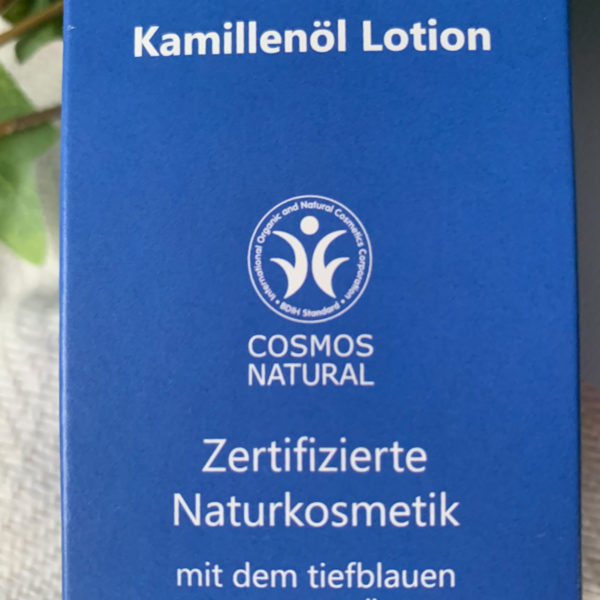 Kamillenöl Lotion
International Organic and Natural Cosmetics Corporation
• BDIH Standard •
COSMOS
NATURAL
Zertifizierte
Naturkosmetik
mit dem tiefblauen